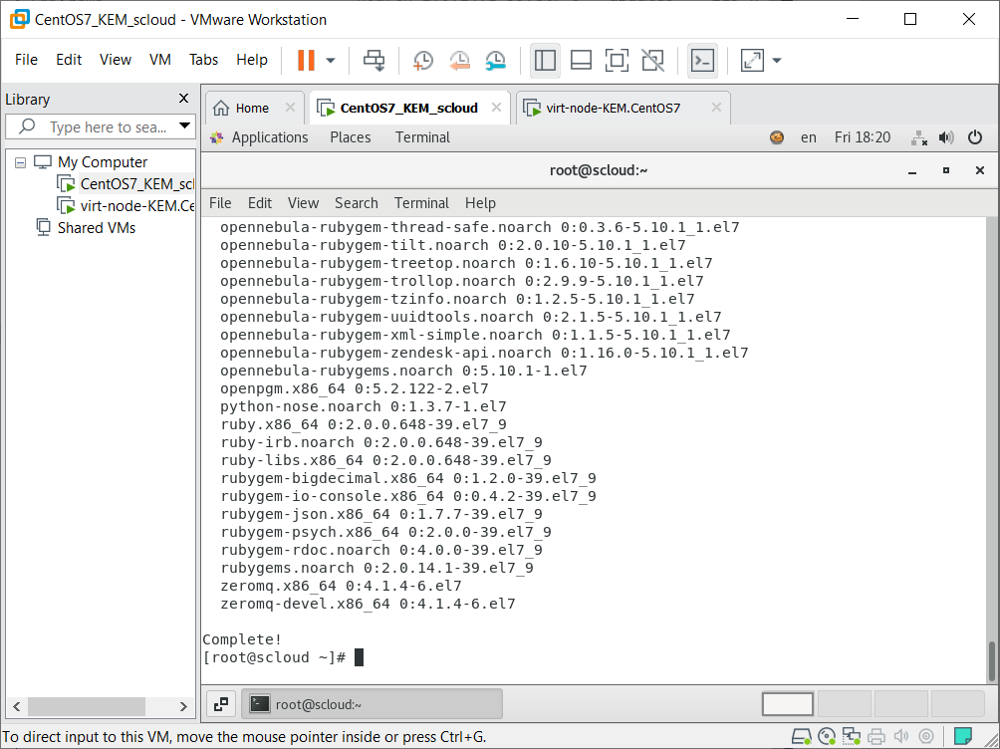 CentOS7_KEM_scloud - VMware Workstation
File Edit View VM Tabs Help
Library
Type here to sea...
My Computer
CentOS7_KEM_scl
virt-node-KEM.Ce
Shared VMs
Home CentOS7_KEM_scloud virt-node-KEM.CentOS7
Applications Places Terminal en Fri 18:20
root@scloud:~
File Edit View Search Terminal Help
opennebula-rubygem-thread-safe.noarch 0:0.3.6-5.10.1_1.el7
opennebula-rubygem-tilt.noarch 0:2.0.10-5.10.1_1.el7
opennebula-rubygem-treetop.noarch 0:1.6.10-5.10.1_1.el7
opennebula-rubygem-trollop.noarch 0:2.9.9-5.10.1_1.el7
opennebula-rubygem-tzinfo.noarch 0:1.2.5-5.10.1_1.el7
opennebula-rubygem-uuidtools.noarch 0:2.1.5-5.10.1_1.el7
opennebula-rubygem-xml-simple.noarch 0:1.1.5-5.10.1_1.el7
opennebula-rubygem-zendesk-api.noarch 0:1.16.0-5.10.1_1.el7
opennebula-rubygems.noarch 0:5.10.1-1.el7
openpgm.x86_64 0:5.2.122-2.el7
python-nose.noarch 0:1.3.7-1.el7
ruby.x86_64 0:2.0.0.648-39.el7_9
ruby-irb.noarch 0:2.0.0.648-39.el7_9
ruby-libs.x86_64 0:2.0.0.648-39.el7_9
rubygem-bigdecimal.x86_64 0:1.2.0-39.el7_9
rubygem-io-console.x86_64 0:0.4.2-39.el7_9
rubygem-json.x86_64 0:1.7.7-39.el7_9
rubygem-psych.x86_64 0:2.0.0-39.el7_9
rubygem-rdoc.noarch 0:4.0.0-39.el7_9
rubygems.noarch 0:2.0.14.1-39.el7_9
zeromq.x86_64 0:4.1.4-6.el7
zeromq-devel.x86_64 0:4.1.4-6.el7
Complete!
[root@scloud ~]#
root@scloud:~
To direct input to this VM, move the mouse pointer inside or press Ctrl+G.